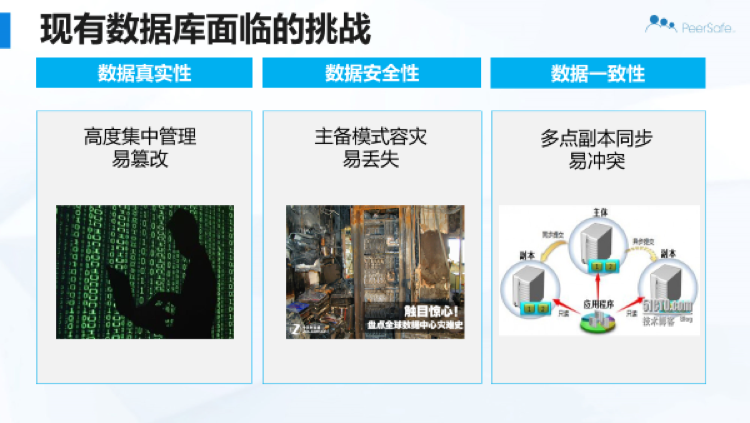 现有数据库面临的挑战
PeerSafe
数据真实性
数据安全性
数据一致性
高度集中管理
易篡改
主备模式容灾
易丢失
多点副本同步
易冲突
触目惊心！
盘点全球数据中心灾难史
主体
同步提交
异步提交
副本
副本
应用程序
只读
只读
51CTO.com
技术博客 Blog